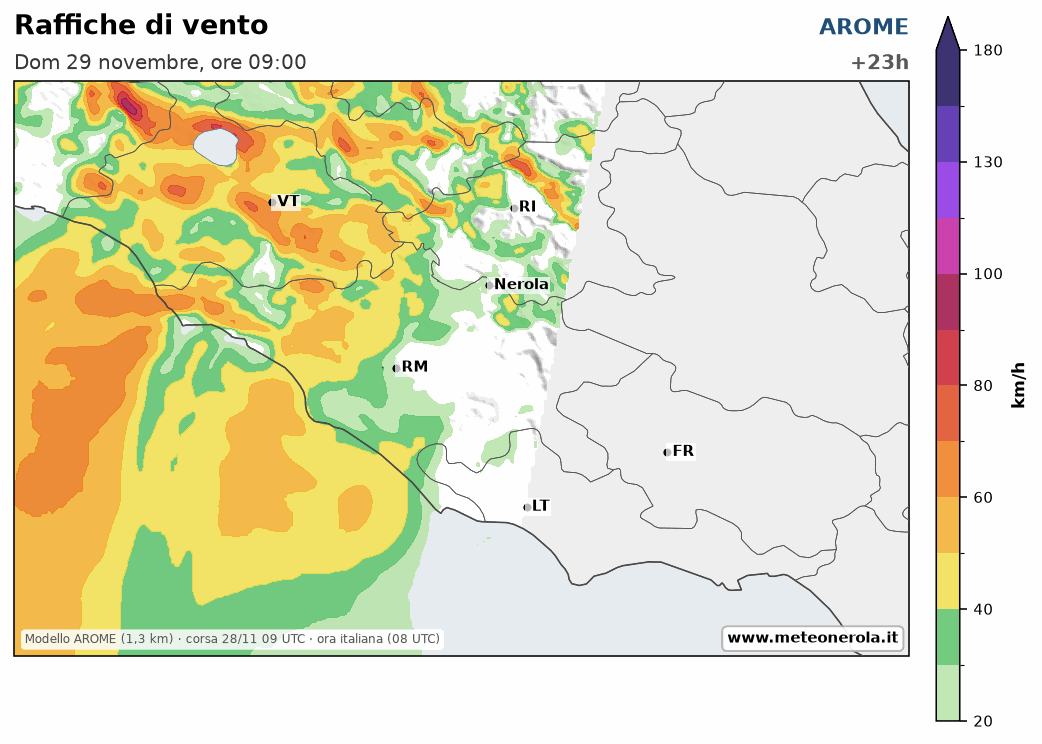 Raffiche di vento
AROME
Dom 29 novembre, ore 09:00
+23h
180
130
100
80
60
40
20
km/h
VT
RI
Nerola
RM
FR
LT
Modello AROME (1,3 km) · corsa 28/11 09 UTC · ora italiana (08 UTC)
www.meteonerola.it